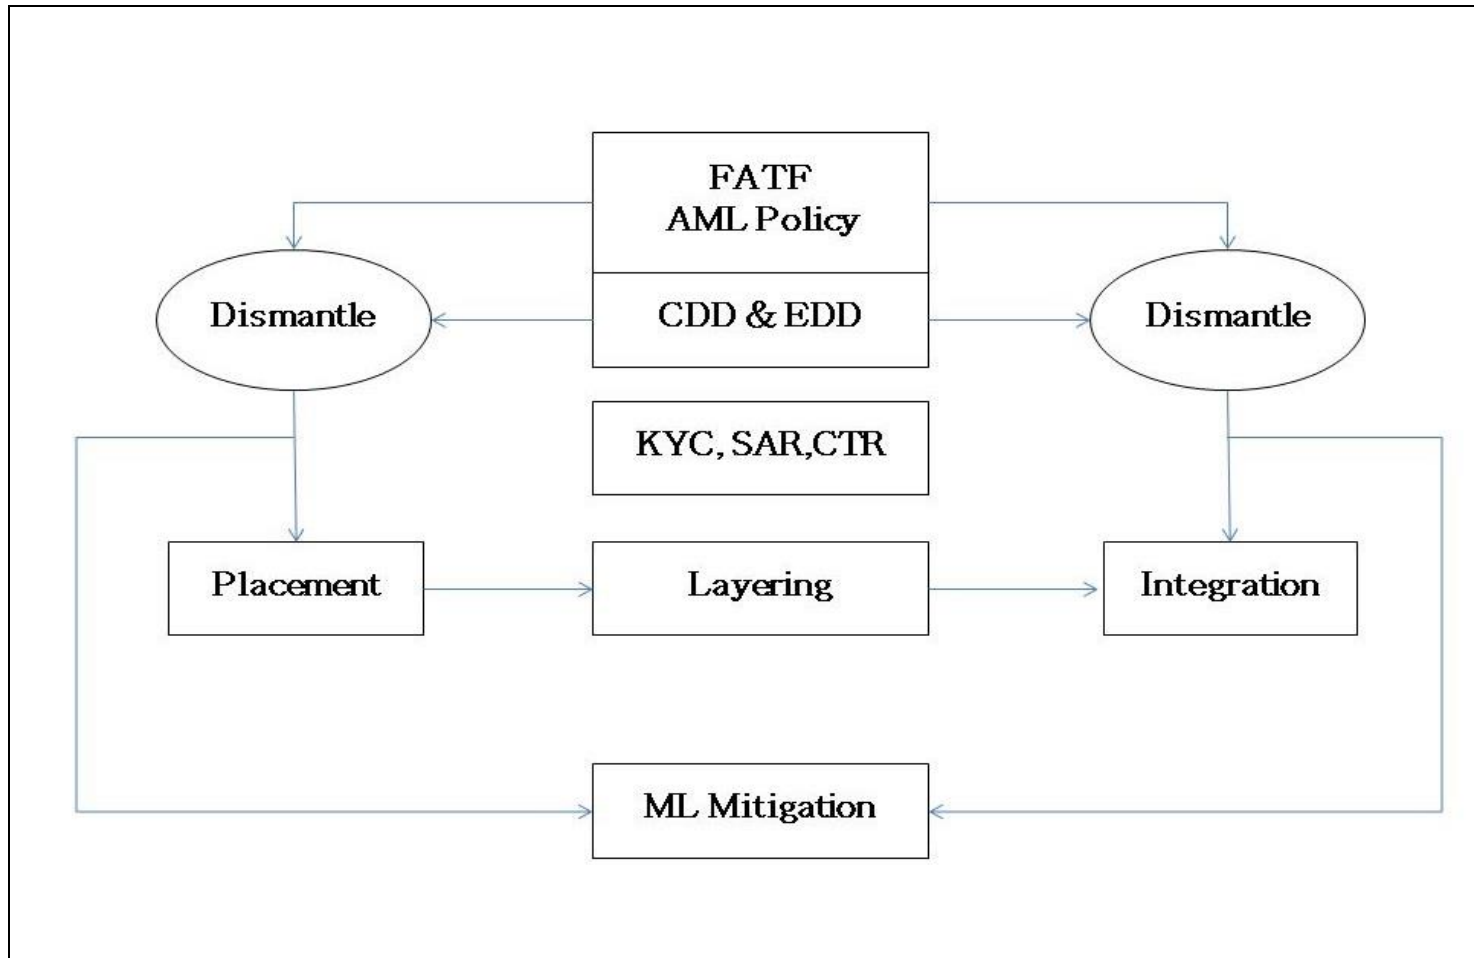 FATF
AML Policy
Dismantle
CDD & EDD
Dismantle
KYC, SAR,CTR
Placement
Layering
Integration
ML Mitigation